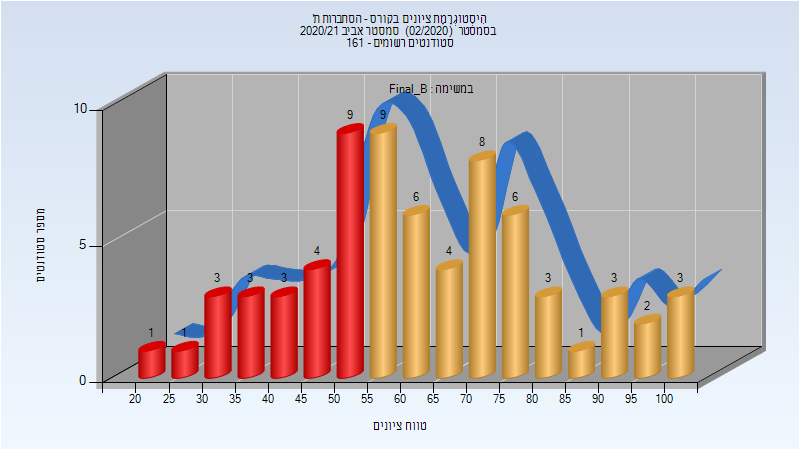 היסטוגרמת ציונים בקורס - הסתברות ת'
בסמסטר (02/2020) סמסטר אביב 2020/21
סטודנטים רשומים - 161
במשימה : Final_B
מספר סטודנטים
10
5
0
1 1 3 3 3 4 9 9 6 4 8 6 3 1 3 2 3
20 25 30 35 40 45 50 55 60 65 70 75 80 85 90 95 100
טווח ציונים